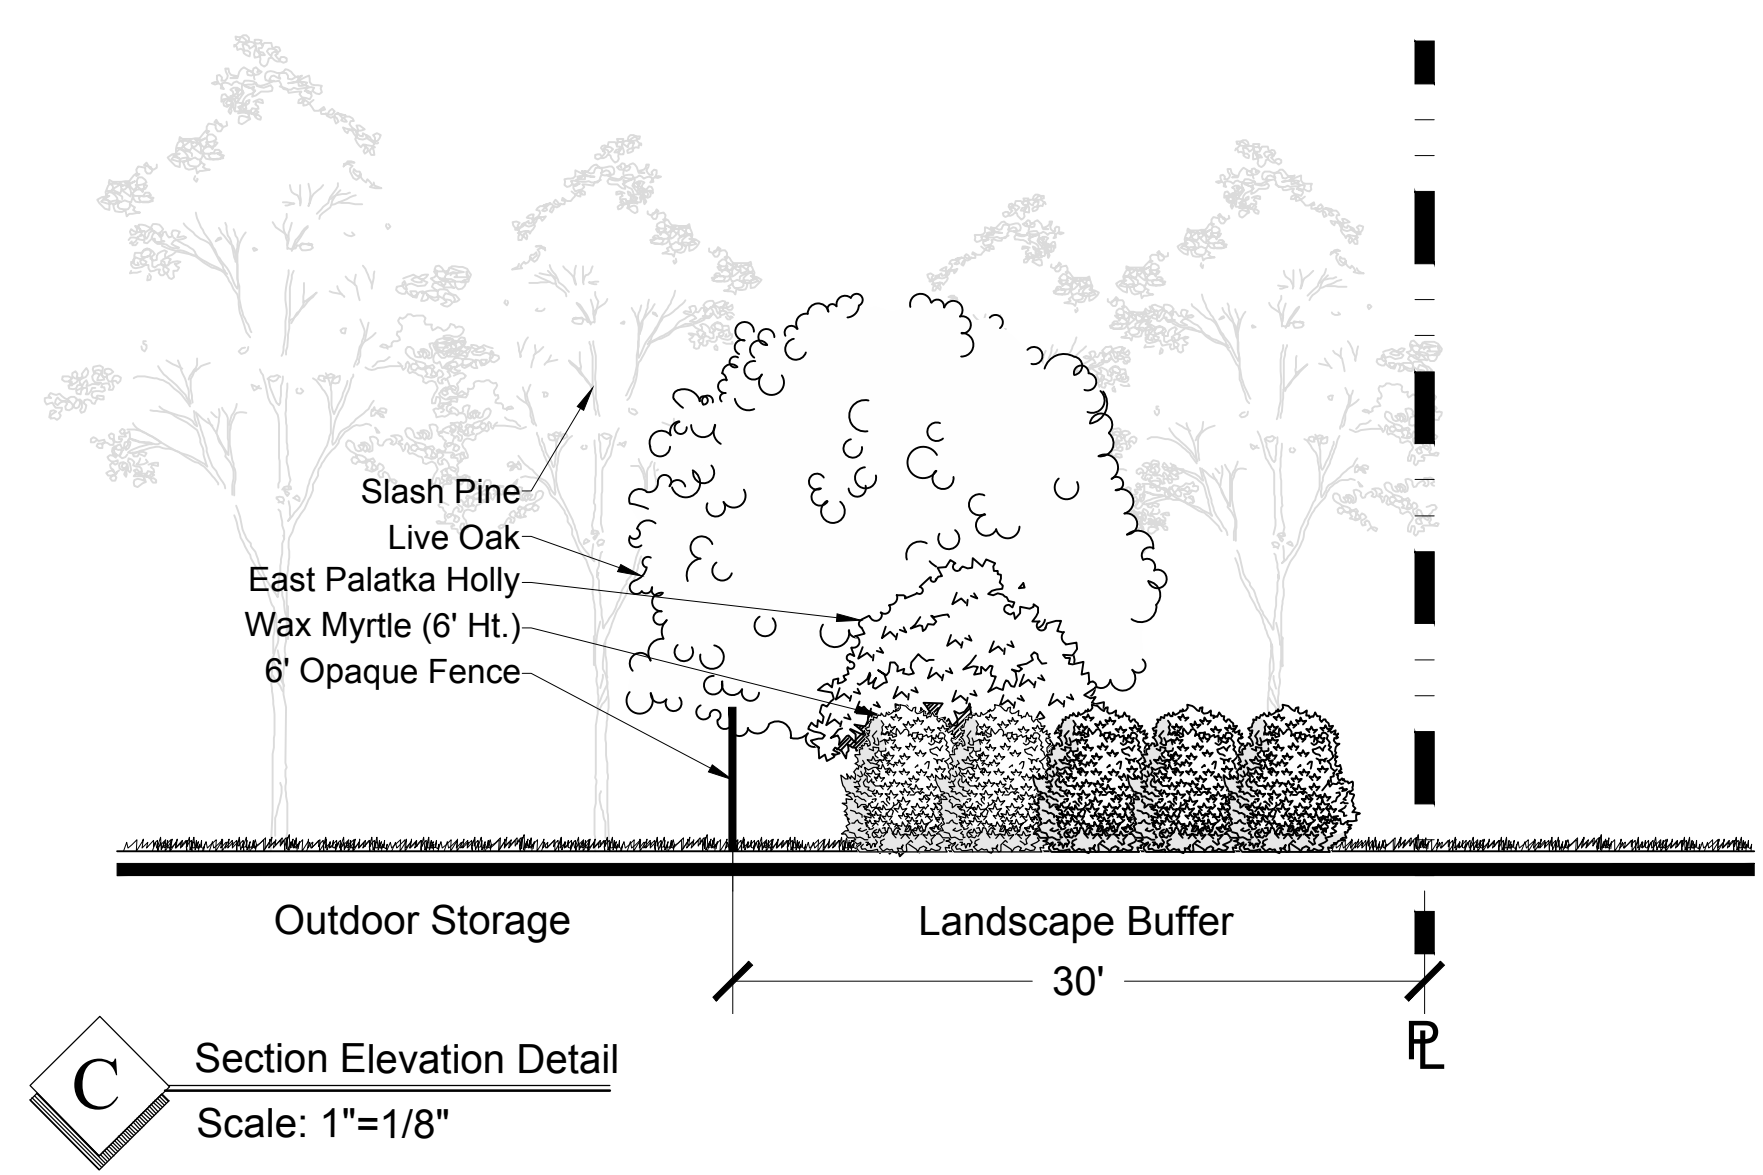 Slash Pine
Live Oak
East Palatka Holly
Wax Myrtle (6' Ht.)
6' Opaque Fence
Outdoor Storage
Landscape Buffer
30'
PL
C
Section Elevation Detail
Scale: 1"=1/8"